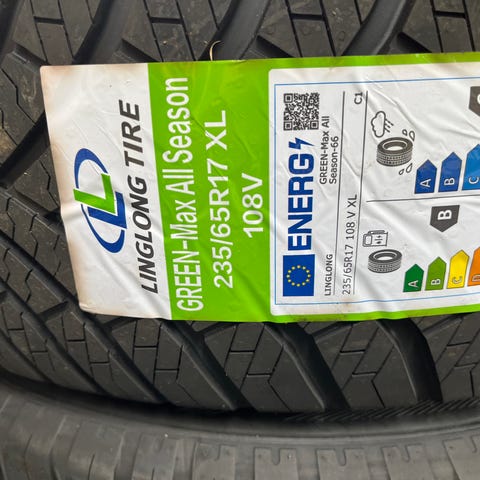 LINGLONG TIRE
GREEN-Max All Season
235/65R17 XL
108V
ENERG
LINGLONG
235/65R17 108 V XL
GREEN-Max All
Season-66
C1
A
B
C
B
A
B
C
D